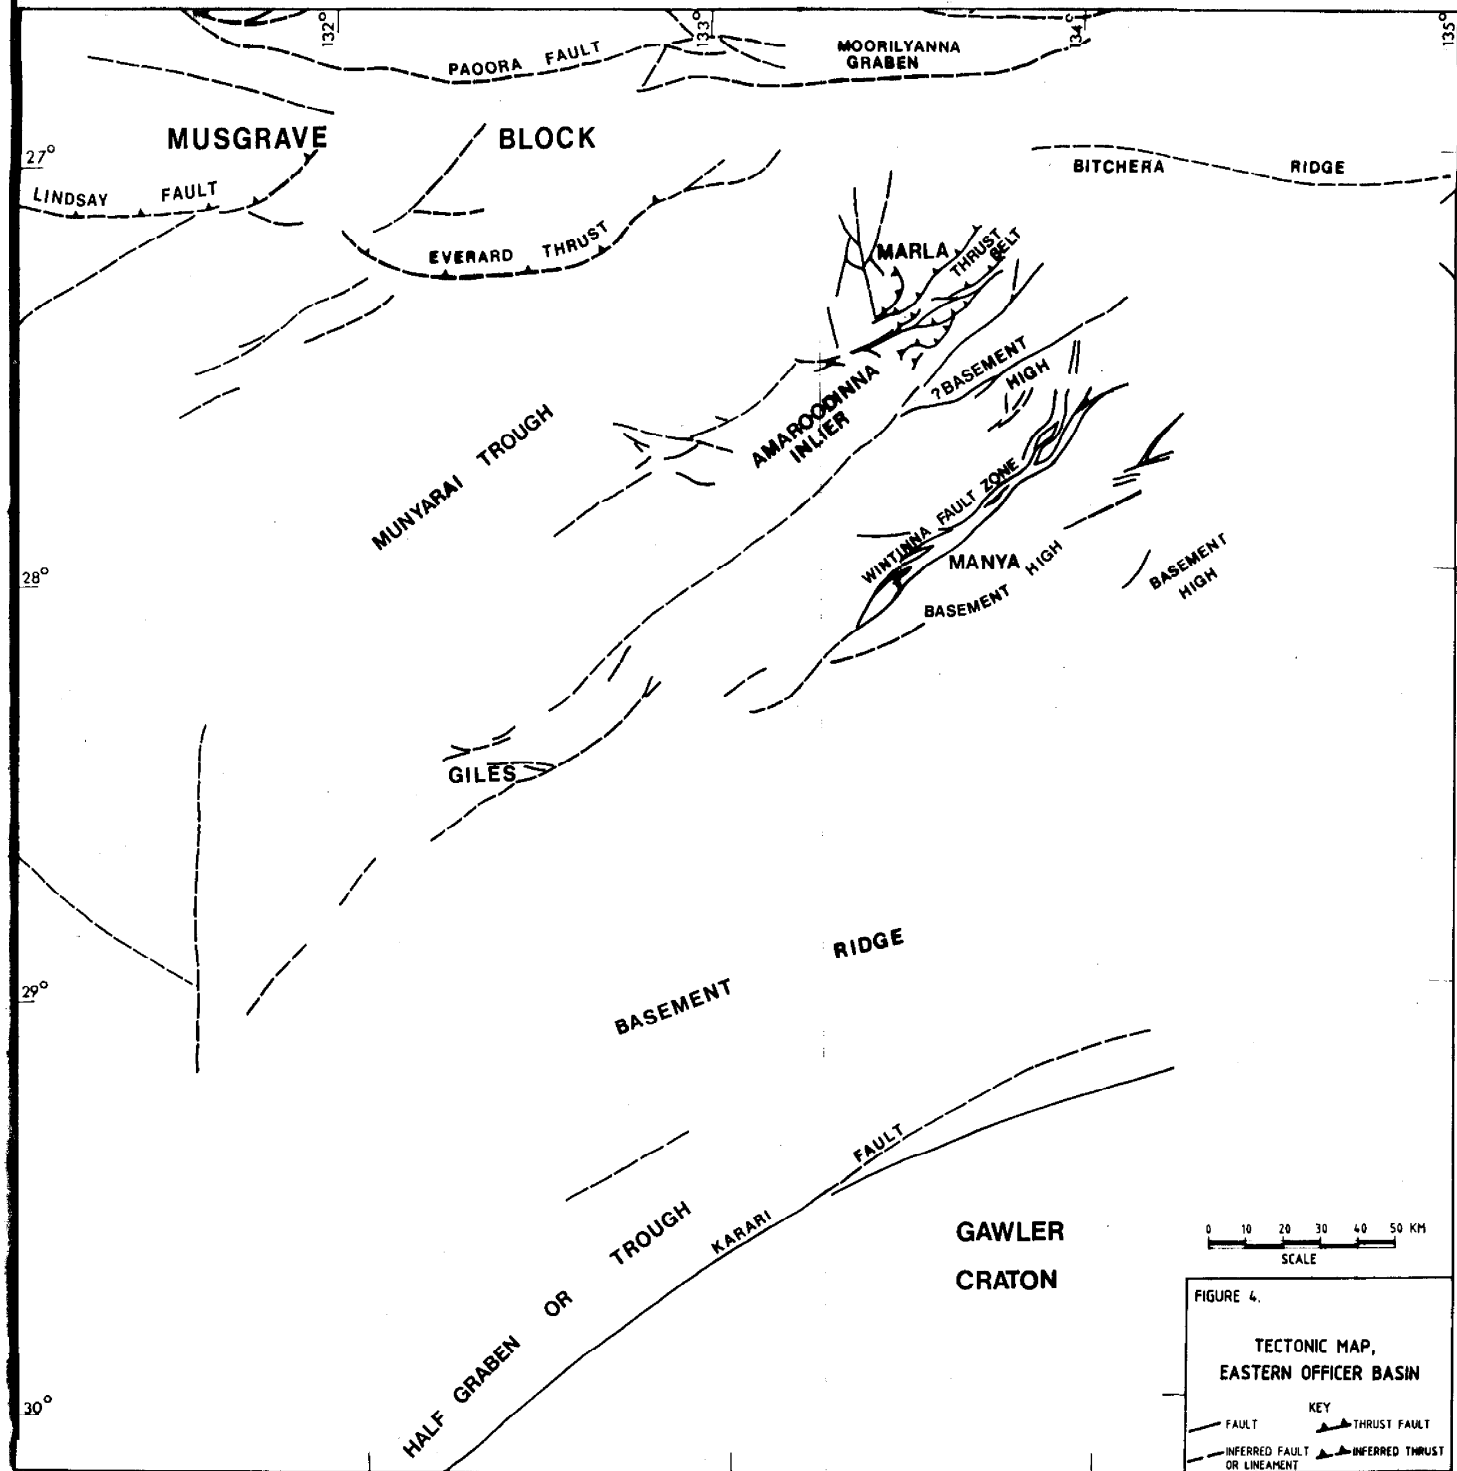 132°
133°
134°
135°
PAOORA FAULT
MOORILYANNA
GRABEN
MUSGRAVE BLOCK
27°
BITCHERA RIDGE
LINDSAY FAULT
EVERARD THRUST
MARLA
THRUST
BELT
?BASEMENT
HIGH
AMAROODINNA
INLIER
MUNYARAI TROUGH
WINTINNA FAULT ZONE
MANYA
28°
BASEMENT HIGH
BASEMENT
HIGH
GILES
BASEMENT RIDGE
29°
KARARI FAULT
HALF GRABEN OR TROUGH
GAWLER
CRATON
30°
0 10 20 30 40 50 KM
SCALE
FIGURE 4.
TECTONIC MAP,
EASTERN OFFICER BASIN
KEY
FAULT
THRUST FAULT
INFERRED FAULT
OR LINEAMENT
INFERRED THRUST